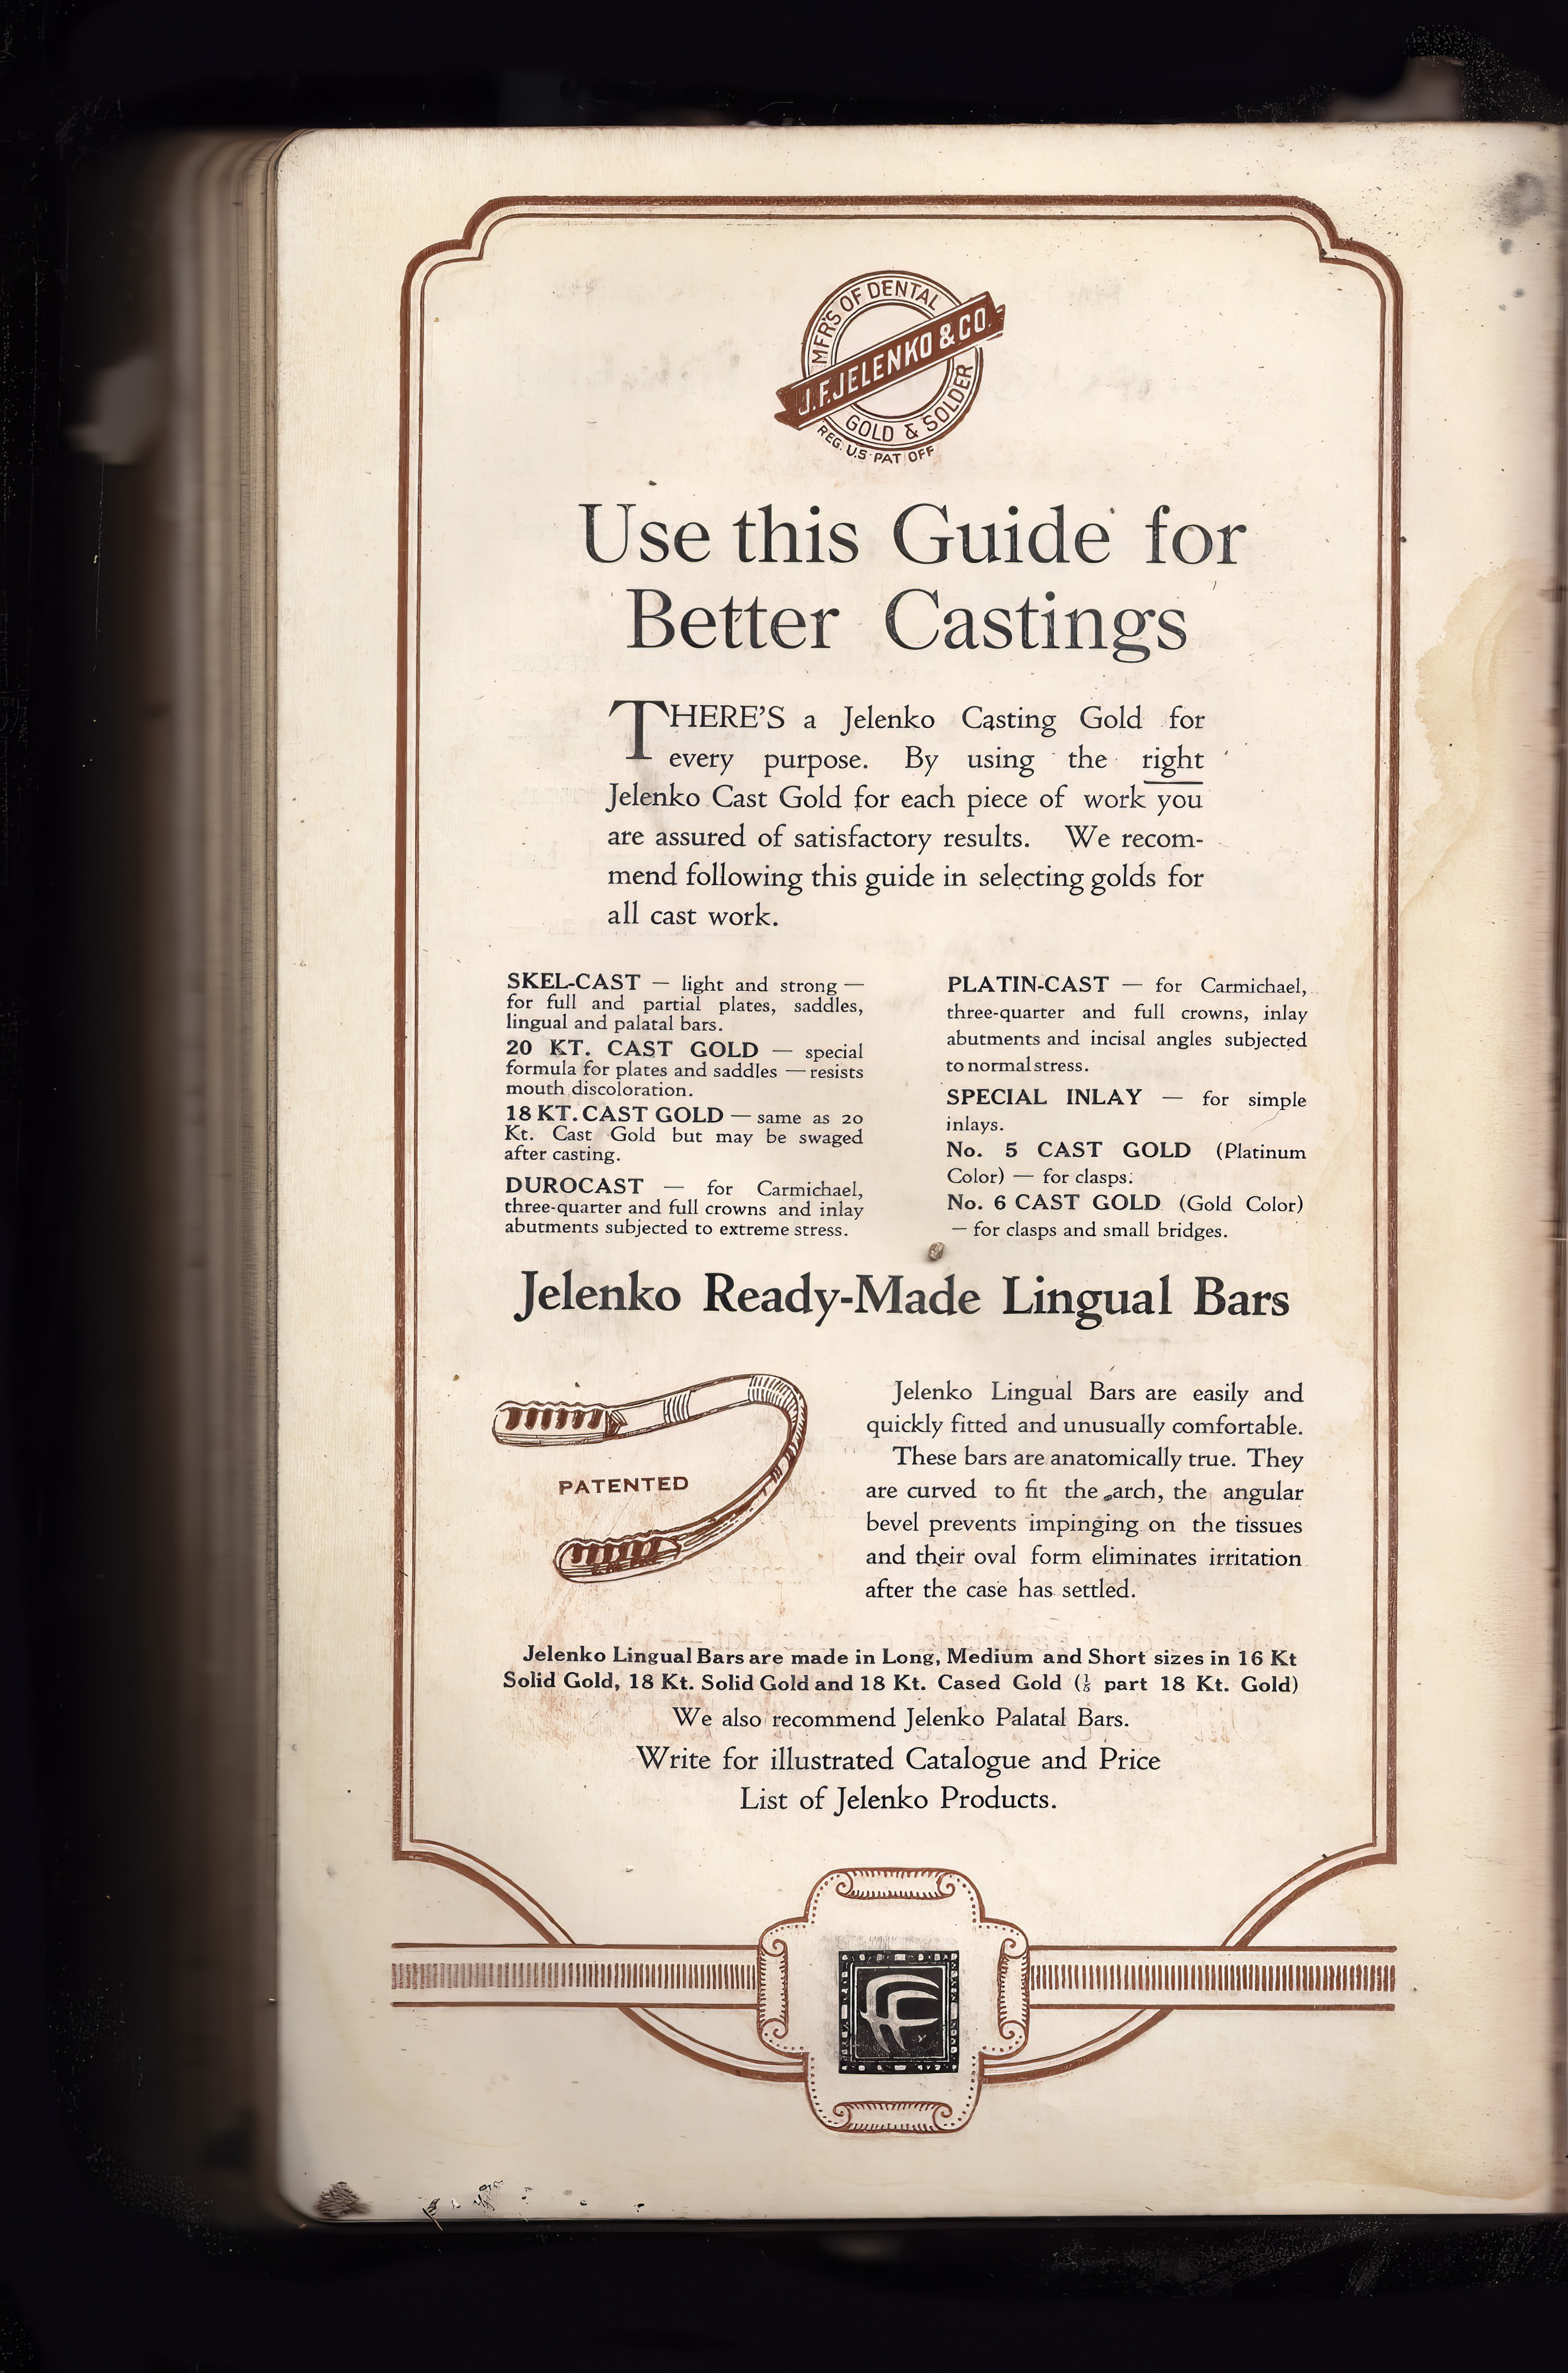 MFRS OF DENTAL
J.F. JELENKO & CO.
GOLD & SOLDER
REG. U.S. PAT OFF
Use this Guide for
Better Castings
THERE'S a Jelenko Casting Gold for
every purpose. By using the right
Jelenko Cast Gold for each piece of work you
are assured of satisfactory results. We recom-
mend following this guide in selecting golds for
all cast work.
SKEL-CAST — light and strong —
for full and partial plates, saddles,
lingual and palatal bars.
20 KT. CAST GOLD — special
formula for plates and saddles — resists
mouth discoloration.
18 KT. CAST GOLD — same as 20
Kt. Cast Gold but may be swaged
after casting.
DUROCAST — for Carmichael,
three-quarter and full crowns and inlay
abutments subjected to extreme stress.
PLATIN-CAST — for Carmichael,
three-quarter and full crowns, inlay
abutments and incisal angles subjected
to normal stress.
SPECIAL INLAY — for simple
inlays.
No. 5 CAST GOLD (Platinum
Color) — for clasps.
No. 6 CAST GOLD (Gold Color)
— for clasps and small bridges.
Jelenko Ready-Made Lingual Bars
PATENTED
Jelenko Lingual Bars are easily and
quickly fitted and unusually comfortable.
These bars are anatomically true. They
are curved to fit the arch, the angular
bevel prevents impinging on the tissues
and their oval form eliminates irritation
after the case has settled.
Jelenko Lingual Bars are made in Long, Medium and Short sizes in 16 Kt
Solid Gold, 18 Kt. Solid Gold and 18 Kt. Cased Gold (⅕ part 18 Kt. Gold)
We also recommend Jelenko Palatal Bars.
Write for illustrated Catalogue and Price
List of Jelenko Products.